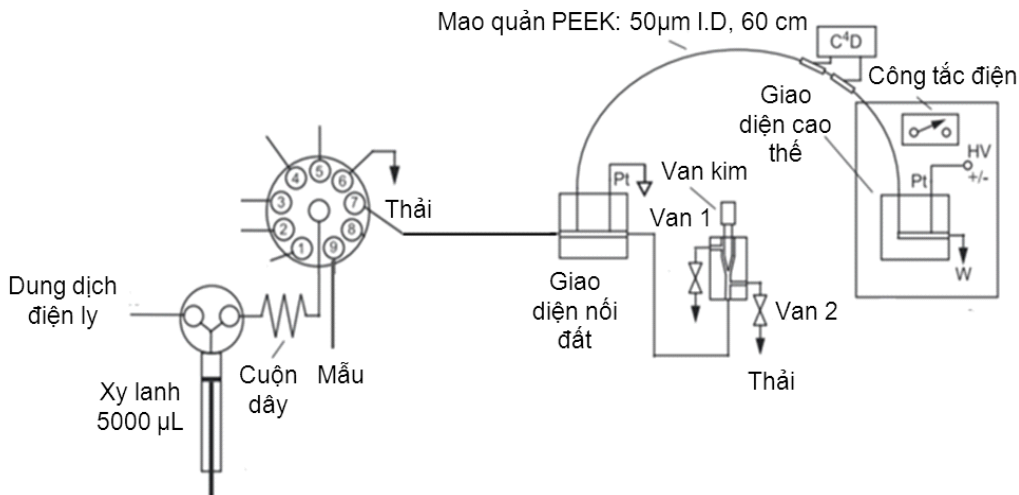 Mao quản PEEK: 50µm I.D, 60 cm
C⁴D
Công tắc điện
Giao
diện cao
thế
HV
+/-
Pt
W
Pt
Van kim
Van 1
Van 2
Thải
Giao
diện nối
đất
4
5
6
3
7
2
8
1
9
Thải
Dung dịch
điện ly
Cuộn
dây
Mẫu
Xy lanh
5000 µL